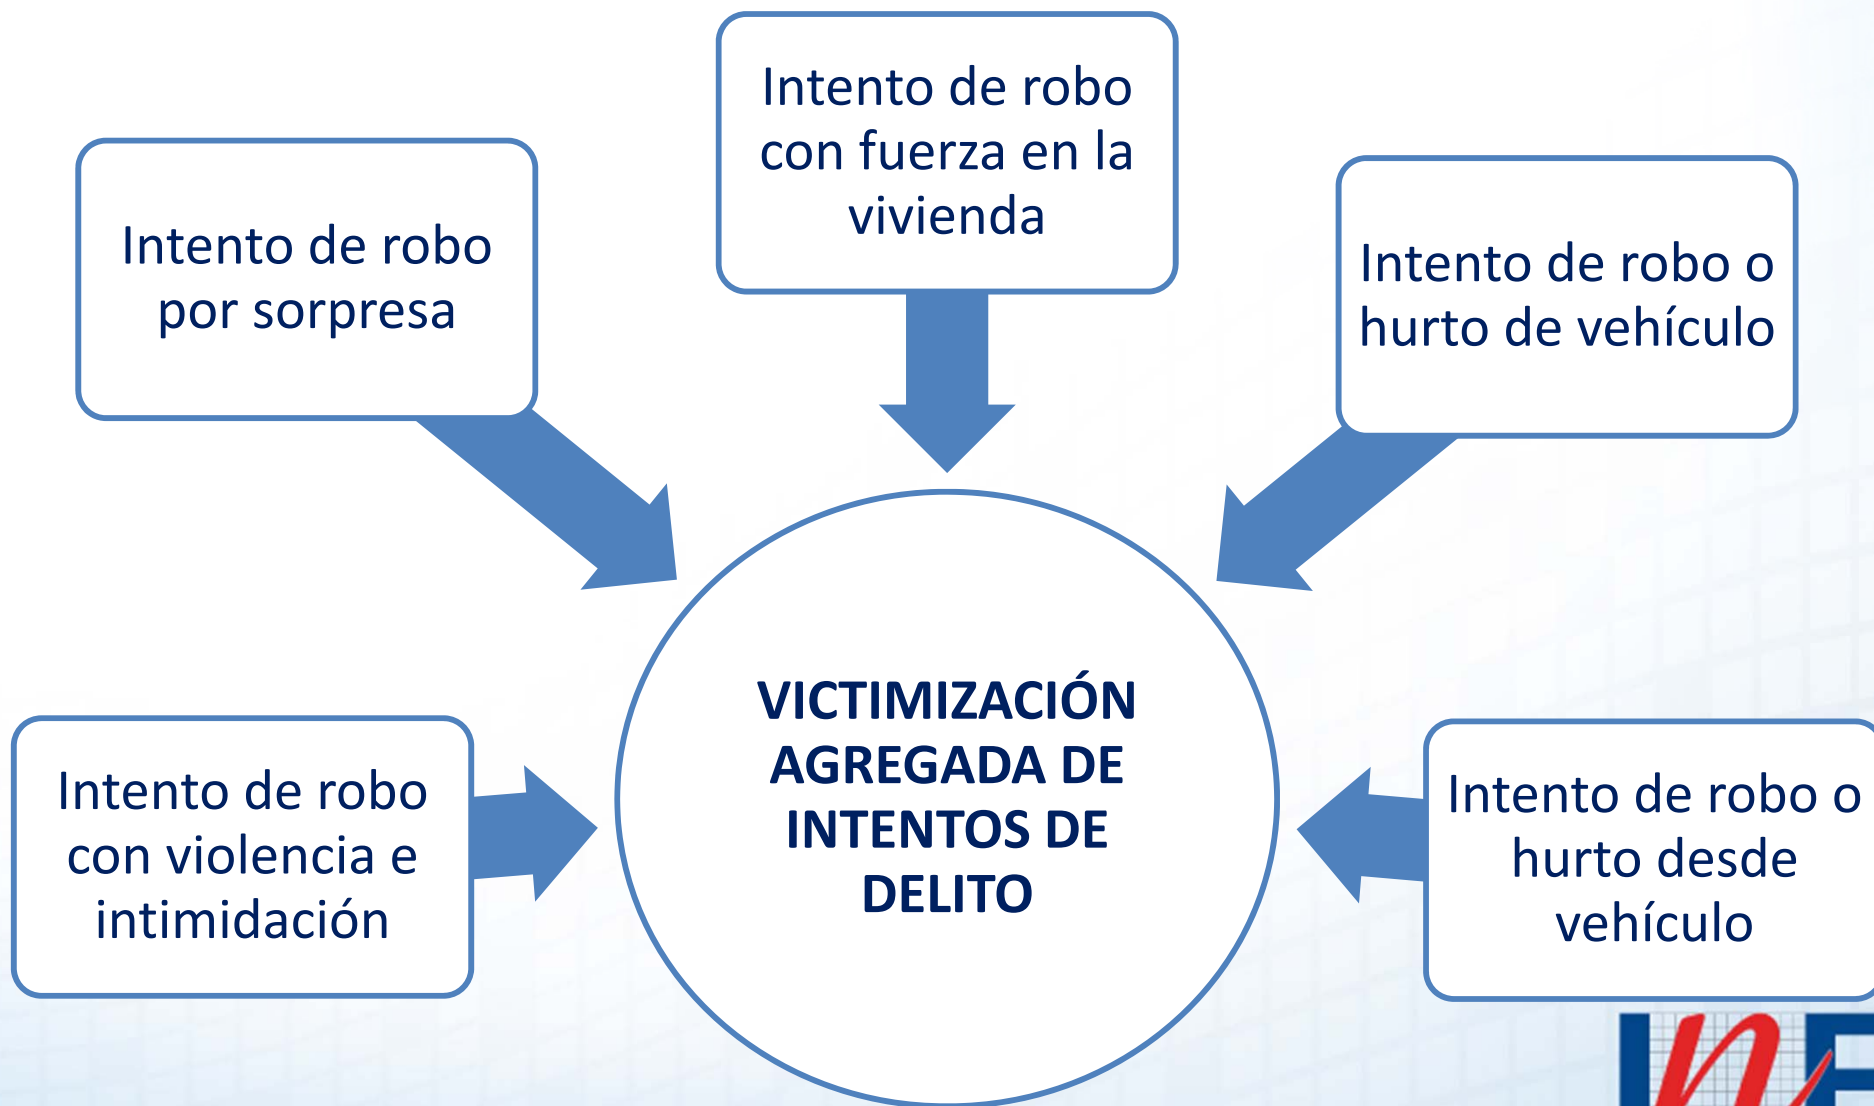 Intento de robo
con fuerza en la
vivienda
Intento de robo
por sorpresa
Intento de robo o
hurto de vehículo
VICTIMIZACIÓN
AGREGADA DE
INTENTOS DE
DELITO
Intento de robo
con violencia e
intimidación
Intento de robo o
hurto desde
vehículo